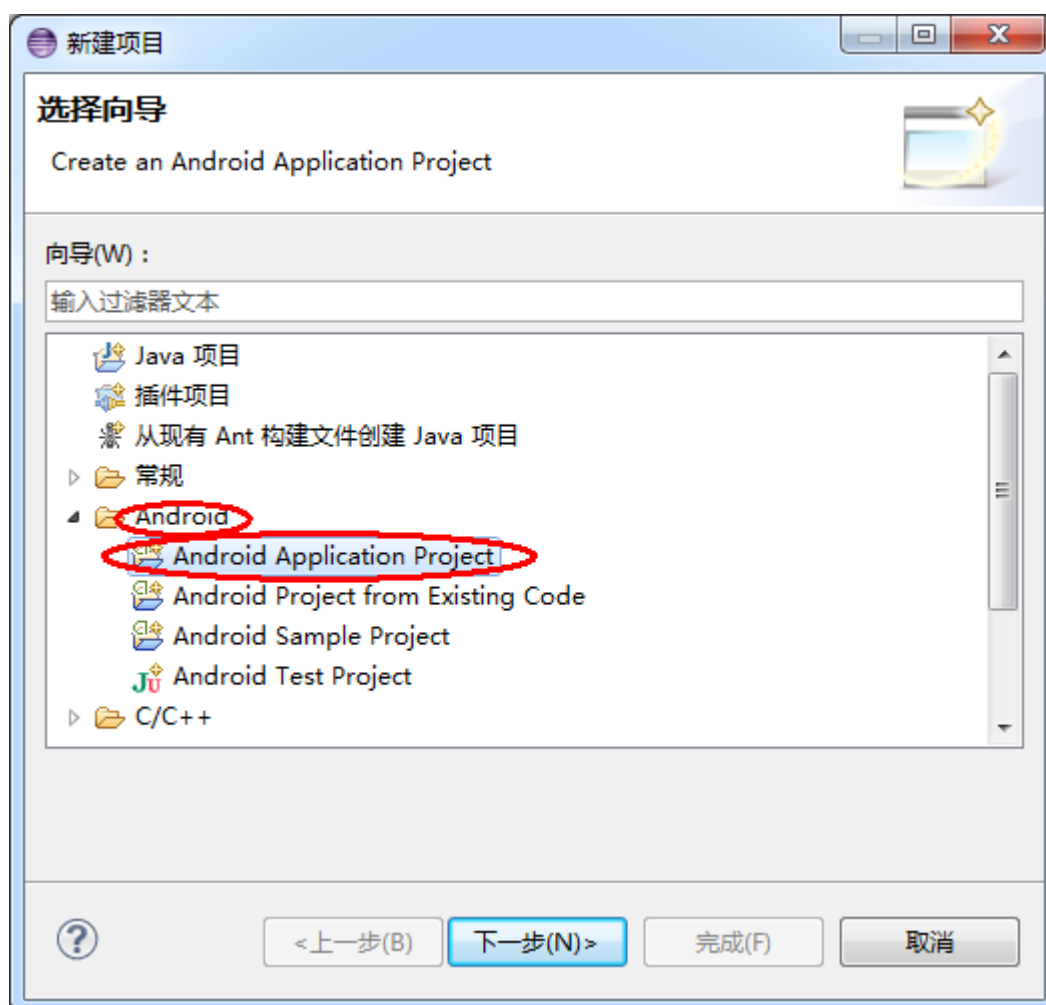 新建项目
选择向导
Create an Android Application Project
向导(W)：
输入过滤器文本
Java 项目
插件项目
从现有 Ant 构建文件创建 Java 项目
常规
Android
Android Application Project
Android Project from Existing Code
Android Sample Project
Android Test Project
C/C++
<上一步(B)
下一步(N)>
完成(F)
取消